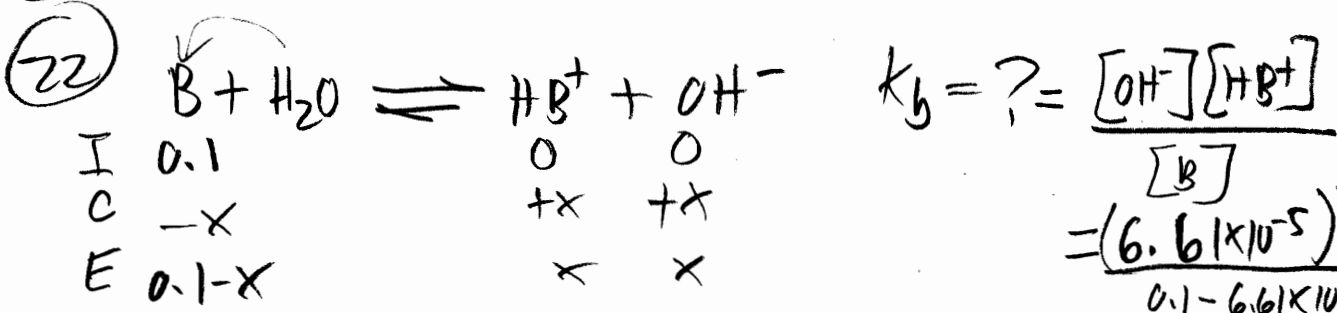 22
B + H₂O ⇌ HB⁺ + OH⁻ K_b = ? = [OH⁻][HB⁺] / [B]
I 0.1 0 0
C -x +x +x
E 0.1-x x x
= (6.61×10⁻⁵) / 0.1 - 6.61×10